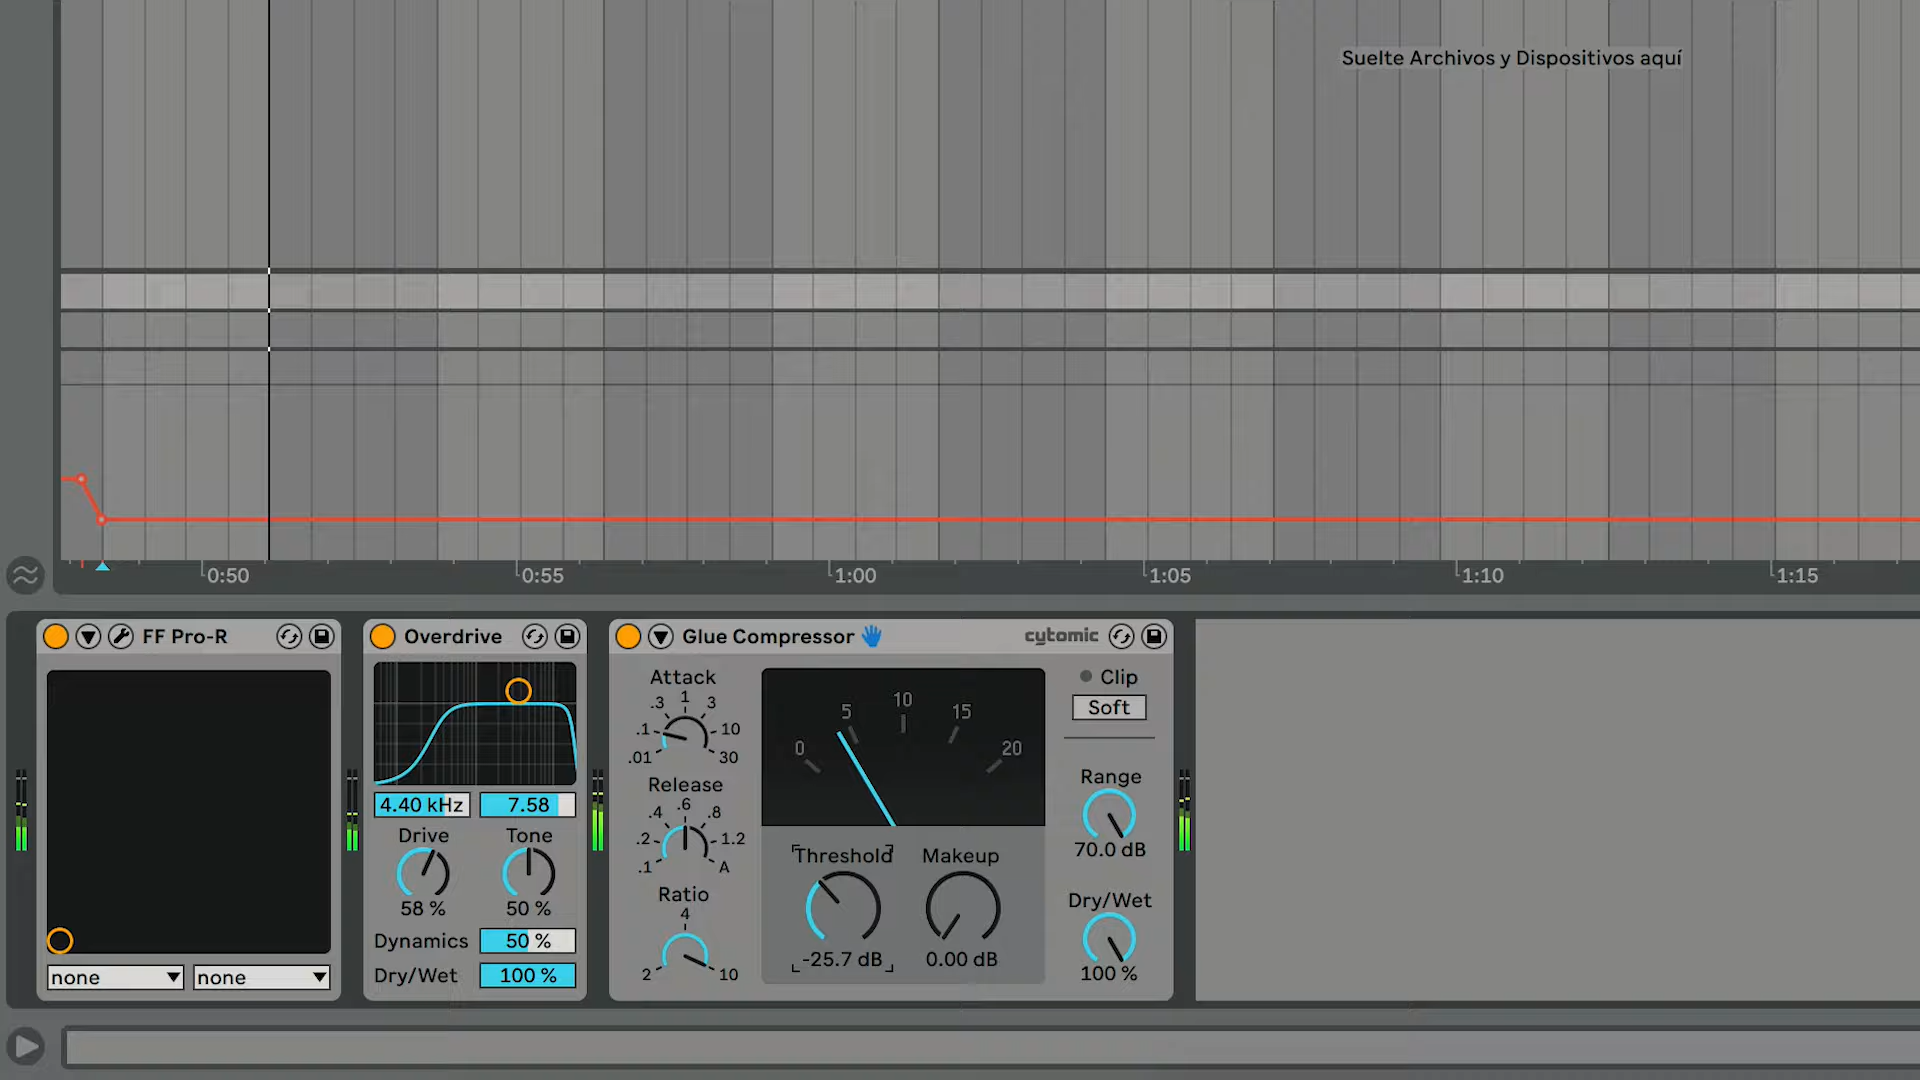 Suelte Archivos y Dispositivos aquí
0:50 0:55 1:00 1:05 1:10 1:15
FF Pro-R
none none
Overdrive
4.40 kHz 7.58
Drive Tone
58 % 50 %
Dynamics 50 %
Dry/Wet 100 %
Glue Compressor cytomic
Attack
.01 .1 .3 1 3 10 30
Release
.1 .2 .4 .6 .8 1.2 A
Ratio
2 4 10
0 5 10 15 20
Threshold Makeup
-25.7 dB 0.00 dB
Clip
Soft
Range
70.0 dB
Dry/Wet
100 %